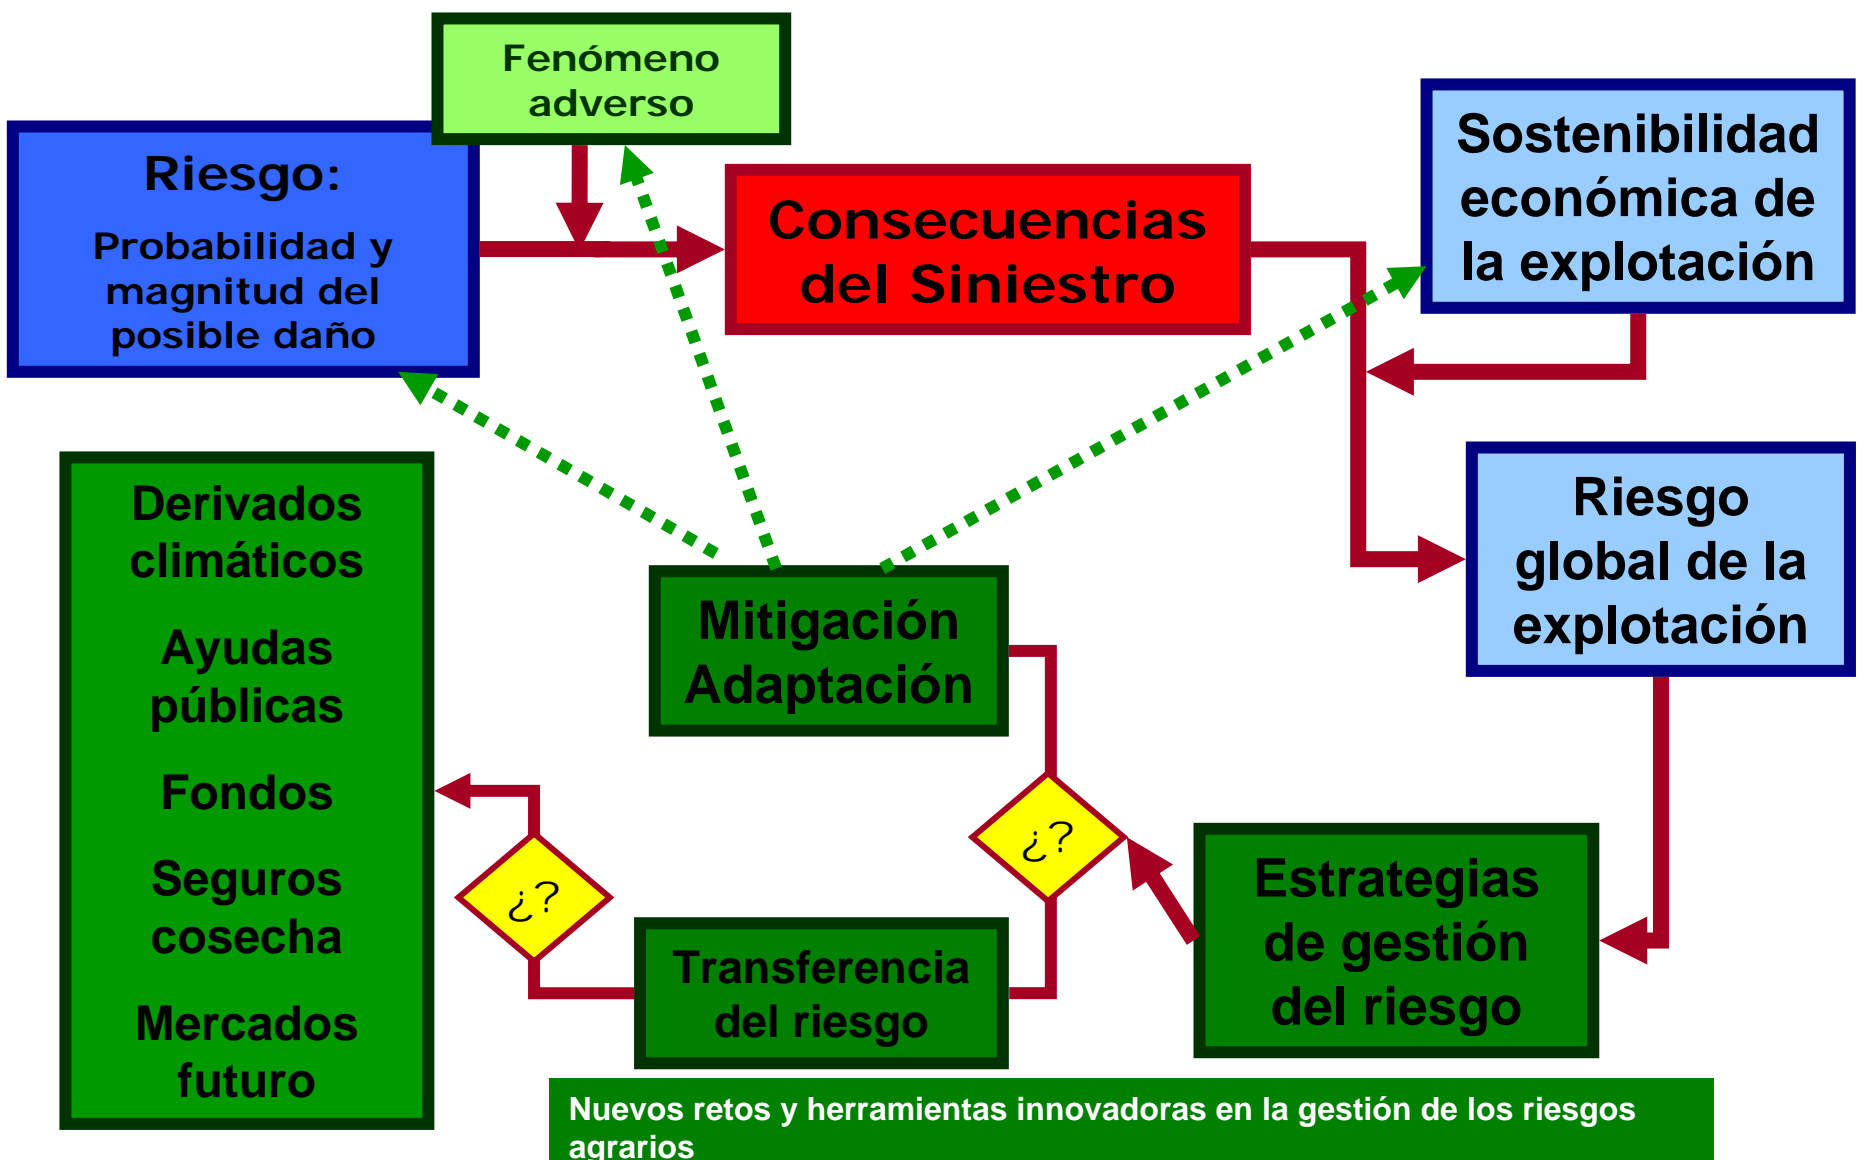 Fenómeno
adverso
Riesgo:
Probabilidad y
magnitud del
posible daño
Consecuencias
del Siniestro
Sostenibilidad
económica de
la explotación
Riesgo
global de la
explotación
Derivados
climáticos
Ayudas
públicas
Fondos
Seguros
cosecha
Mercados
futuro
Mitigación
Adaptación
¿?
¿?
Transferencia
del riesgo
Estrategias
de gestión
del riesgo
Nuevos retos y herramientas innovadoras en la gestión de los riesgos
agrarios